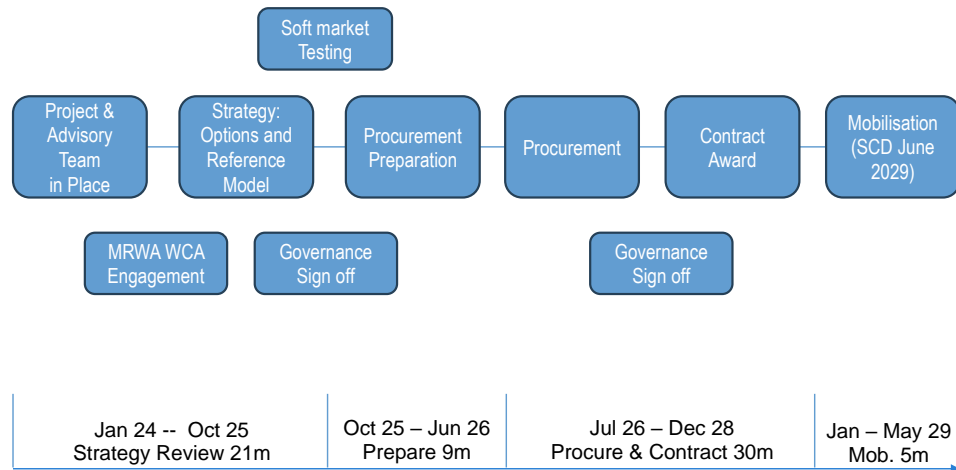 Soft market
Testing
Project &
Advisory
Team
in Place
Strategy:
Options and
Reference
Model
Procurement
Preparation
Procurement
Contract
Award
Mobilisation
(SCD June
2029)
MRWA WCA
Engagement
Governance
Sign off
Governance
Sign off
Jan 24 -- Oct 25
Strategy Review 21m
Oct 25 – Jun 26
Prepare 9m
Jul 26 – Dec 28
Procure & Contract 30m
Jan – May 29
Mob. 5m